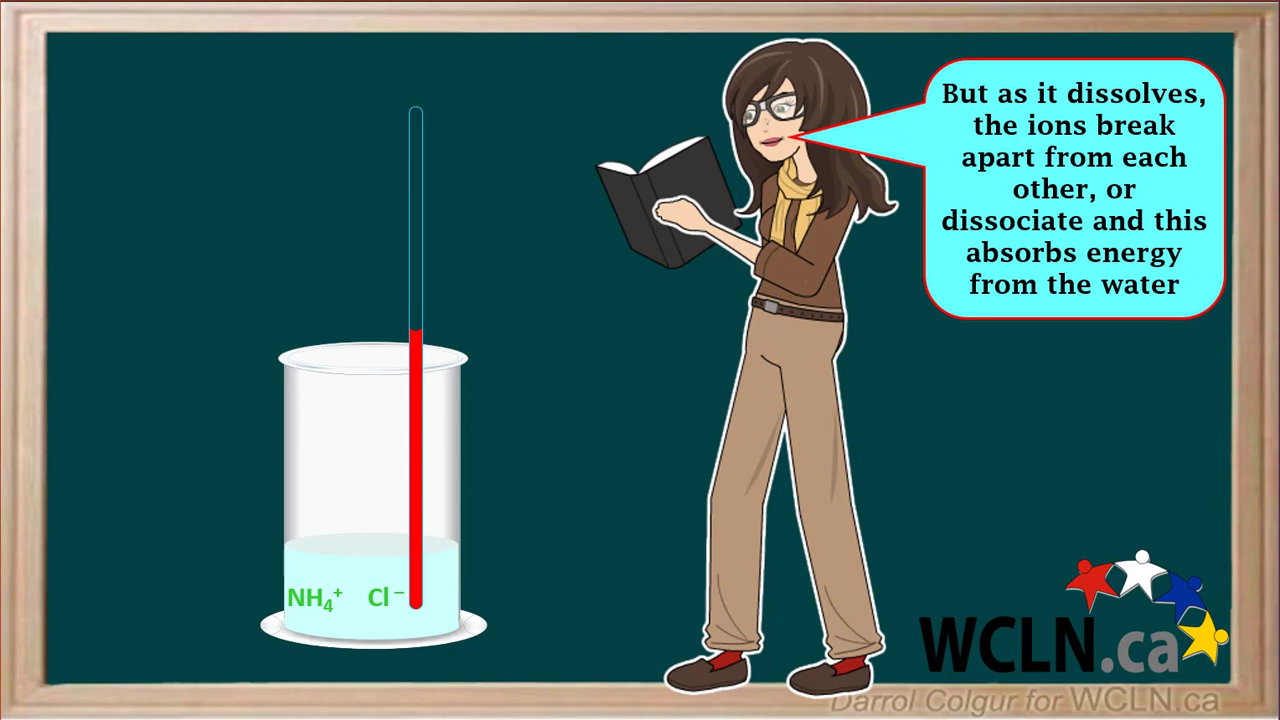 But as it dissolves,
the ions break
apart from each
other, or
dissociate and this
absorbs energy
from the water
NH₄⁺ Cl⁻
WCLN.ca
Darrol Colgur for WCLN.ca